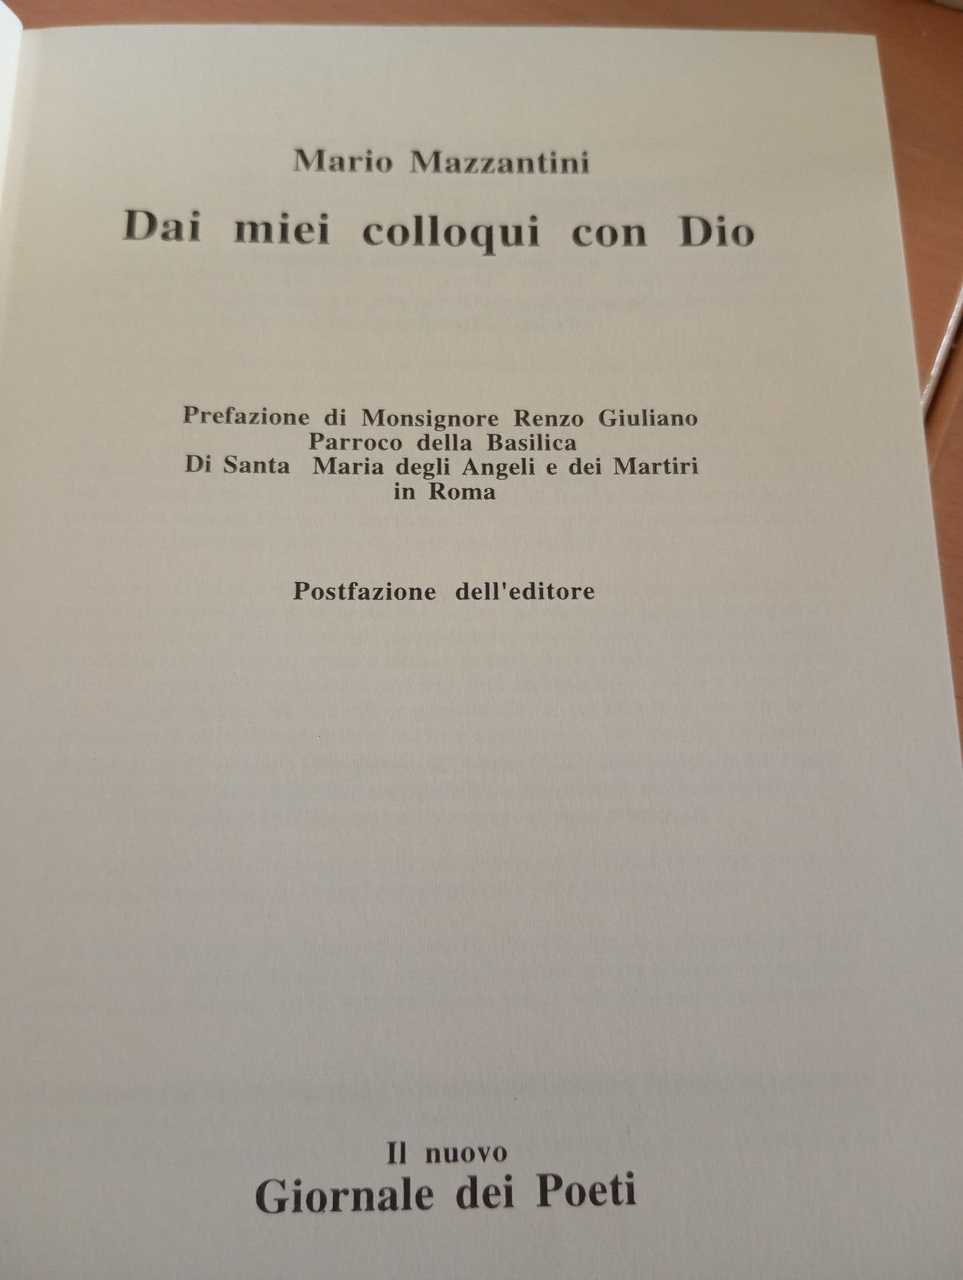 Mario Mazzantini
Dai miei colloqui con Dio
Prefazione di Monsignore Renzo Giuliano
Parroco della Basilica
Di Santa Maria degli Angeli e dei Martiri
in Roma
Postfazione dell'editore
Il nuovo
Giornale dei Poeti